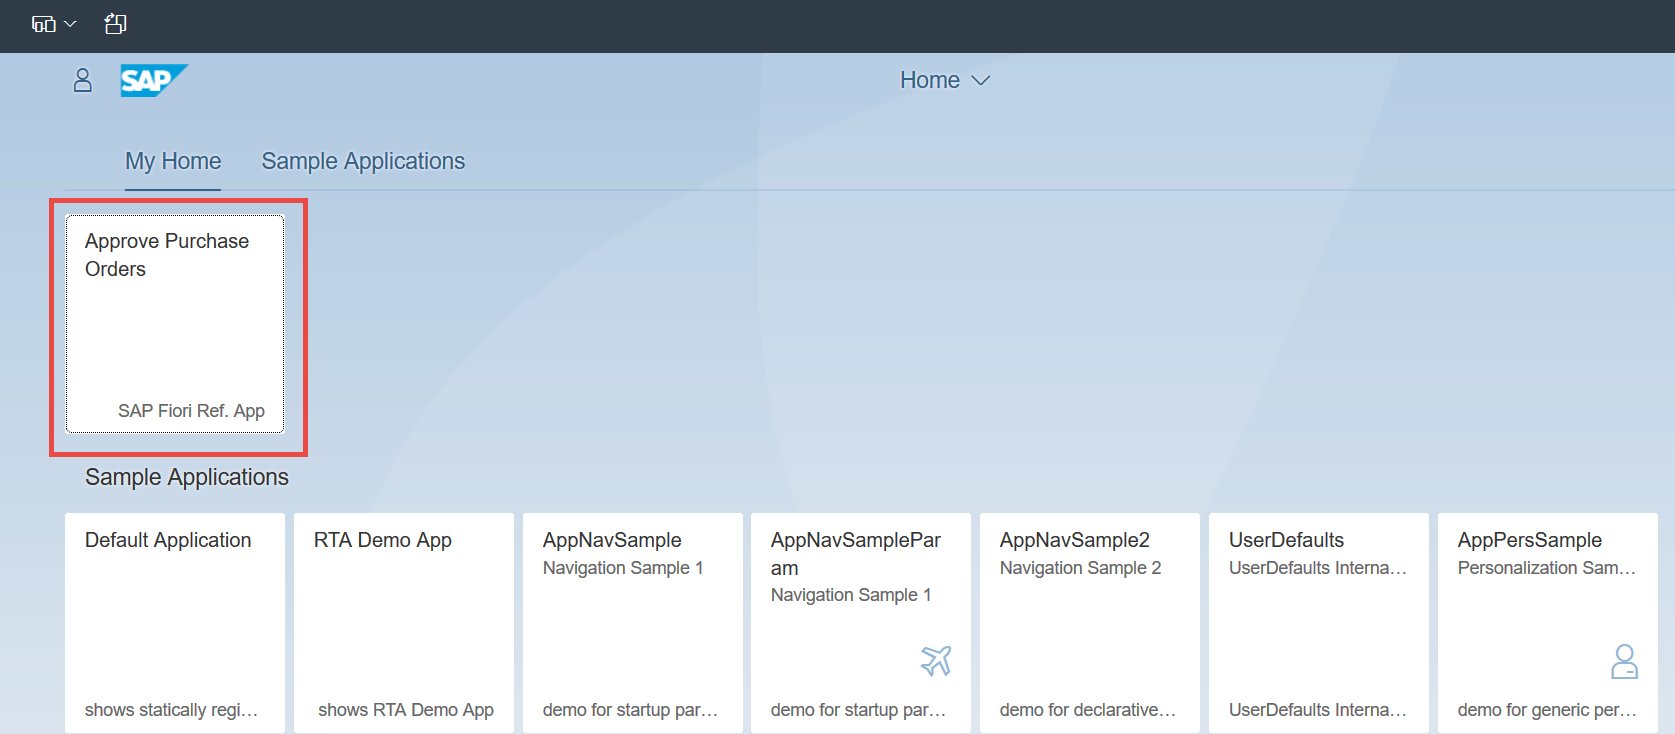 SAP
Home
My Home
Sample Applications
Approve Purchase
Orders
SAP Fiori Ref. App
Sample Applications
Default Application
shows statically regi...
RTA Demo App
shows RTA Demo App
AppNavSample
Navigation Sample 1
demo for startup par...
AppNavSamplePar
am
Navigation Sample 1
demo for startup par...
AppNavSample2
Navigation Sample 2
demo for declarative...
UserDefaults
UserDefaults Interna...
UserDefaults Interna...
AppPersSample
Personalization Sam...
demo for generic per...